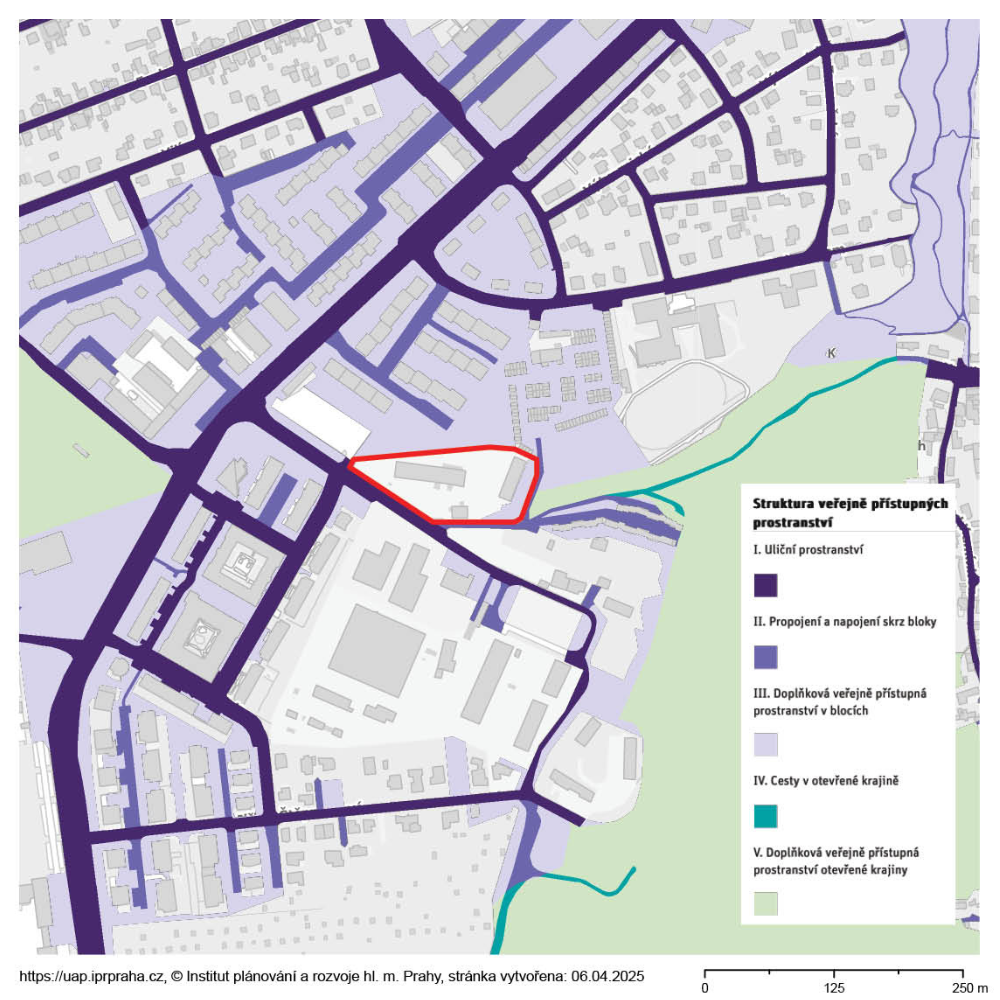 K
h
Struktura veřejně přístupných
prostranství
I. Uliční prostranství
II. Propojení a napojení skrz bloky
III. Doplňková veřejně přístupná
prostranství v blocích
IV. Cesty v otevřené krajině
V. Doplňková veřejně přístupná
prostranství otevřené krajiny
https://uap.iprpraha.cz, © Institut plánování a rozvoje hl. m. Prahy, stránka vytvořena: 06.04.2025
0 125 250 m